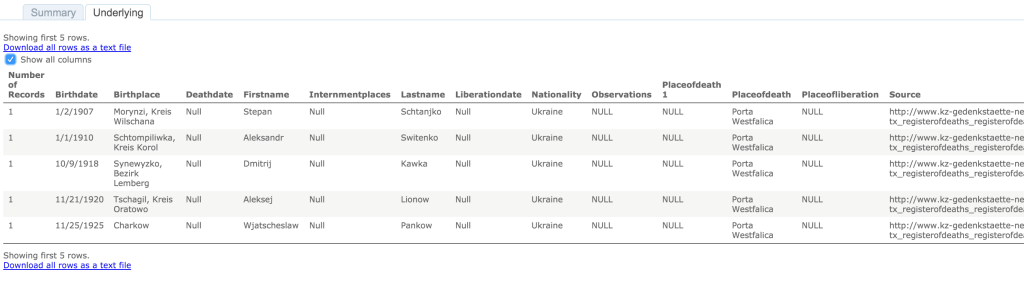 Summary Underlying
Showing first 5 rows.
Download all rows as a text file
Show all columns
Number of Records Birthdate Birthplace Deathdate Firstname Internmentplaces Lastname Liberationdate Nationality Observations Placeofdeath 1 Placeofdeath Placeofliberation Source
1 1/2/1907 Morynzi, Kreis Wilschana Null Stepan Null Schtanjko Null Ukraine NULL NULL Porta Westfalica NULL http://www.kz-gedenkstaette-ne tx_registerofdeaths_registerofdea
1 1/1/1910 Schtompiliwka, Kreis Korol Null Aleksandr Null Switenko Null Ukraine NULL NULL Porta Westfalica NULL http://www.kz-gedenkstaette-ne tx_registerofdeaths_registerofdea
1 10/9/1918 Synewyzko, Bezirk Lemberg Null Dmitrij Null Kawka Null Ukraine NULL NULL Porta Westfalica NULL http://www.kz-gedenkstaette-ne tx_registerofdeaths_registerofdea
1 11/21/1920 Tschagil, Kreis Oratowo Null Aleksej Null Lionow Null Ukraine NULL NULL Porta Westfalica NULL http://www.kz-gedenkstaette-ne tx_registerofdeaths_registerofdea
1 11/25/1925 Charkow Null Wjatscheslaw Null Pankow Null Ukraine NULL NULL Porta Westfalica NULL http://www.kz-gedenkstaette-ne tx_registerofdeaths_registerofdea
Showing first 5 rows.
Download all rows as a text file